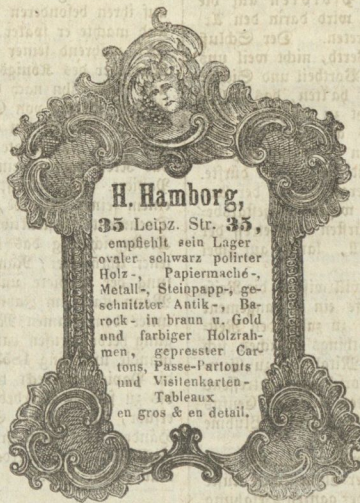 H. Hamborg,
35 Leipz. Str. 35,
empfiehlt sein Lager
ovaler schwarz polirter
Holz-, Papiermaché-,
Metall-, Steinpapp-, ge-
schnitzter Antik-, Ba-
rock- in braun u. Gold
und farbiger Holzrah-
men, gepresster Car-
tons, Passe-Partouts
und Visitenkarten-
Tableaux
en gros & en detail.